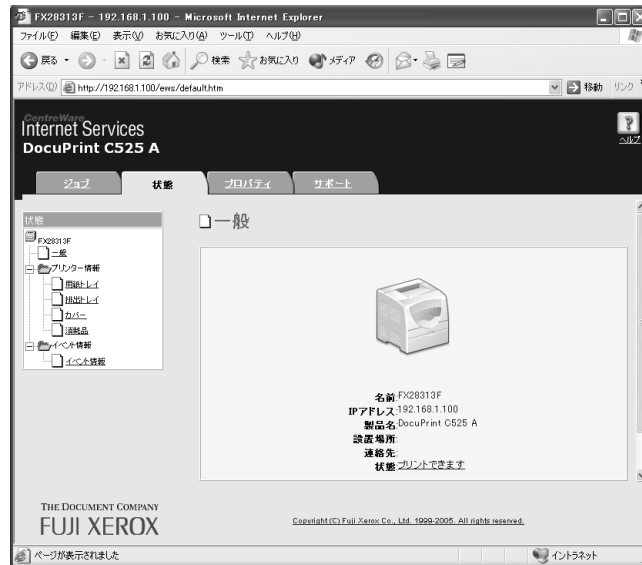 FX28313F - 192.168.1.100 - Microsoft Internet Explorer
ファイル(F) 編集(E) 表示(V) お気に入り(A) ツール(T) ヘルプ(H)
戻る 検索 お気に入り メディア
アドレス(D) http://192.168.1.100/ews/default.htm 移動 リンク
CentreWare
Internet Services
DocuPrint C525 A
ヘルプ
ジョブ 状態 プロパティ サポート
状態
FX28313F
一般
プリンター情報
用紙トレイ
排出トレイ
カバー
消耗品
イベント情報
イベント情報
一般
名前:FX28313F
IPアドレス:192.168.1.100
製品名:DocuPrint C525 A
設置場所:
連絡先:
状態:プリントできます
THE DOCUMENT COMPANY
FUJI XEROX
Copyright(C) Fuji Xerox Co., Ltd. 1999-2005. All rights reserved.
ページが表示されました イントラネット